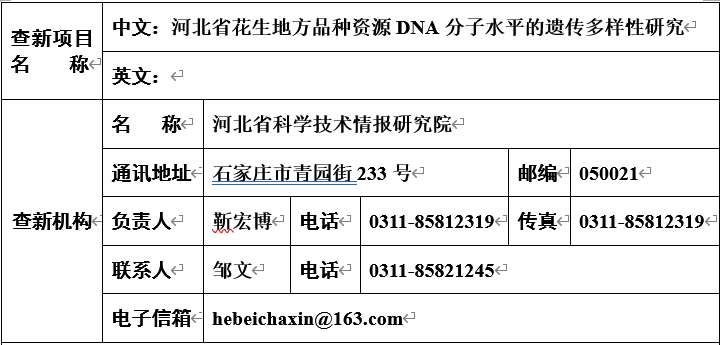 查新项目
名 称
中文：河北省花生地方品种资源 DNA 分子水平的遗传多样性研究
英文：
查新机构
名 称 河北省科学技术情报研究院
通讯地址 石家庄市青园街 233 号 邮编 050021
负责人 靳宏博 电话 0311-85812319 传真 0311-85812319
联系人 邹文 电话 0311-85821245
电子信箱 hebeichaxin@163.com